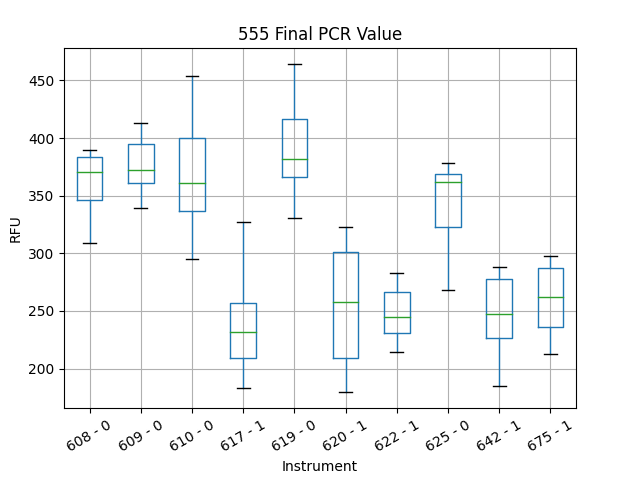 555 Final PCR Value
450
400
350
300
250
200
RFU
608 - 0
609 - 0
610 - 0
617 - 1
619 - 0
620 - 1
622 - 1
625 - 0
642 - 1
675 - 1
Instrument